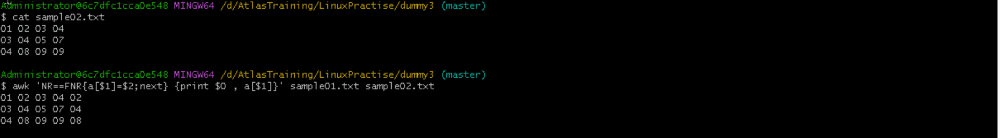 Administrator@6c7dfc1cca0e548 MINGW64 /d/AtlasTraining/LinuxPractise/dummy3 (master)
$ cat sample02.txt
01 02 03 04
03 04 05 07
04 08 09 09
Administrator@6c7dfc1cca0e548 MINGW64 /d/AtlasTraining/LinuxPractise/dummy3 (master)
$ awk 'NR==FNR{a[$1]=$2;next} {print $0 , a[$1]}' sample01.txt sample02.txt
01 02 03 04 02
03 04 05 07 04
04 08 09 09 08